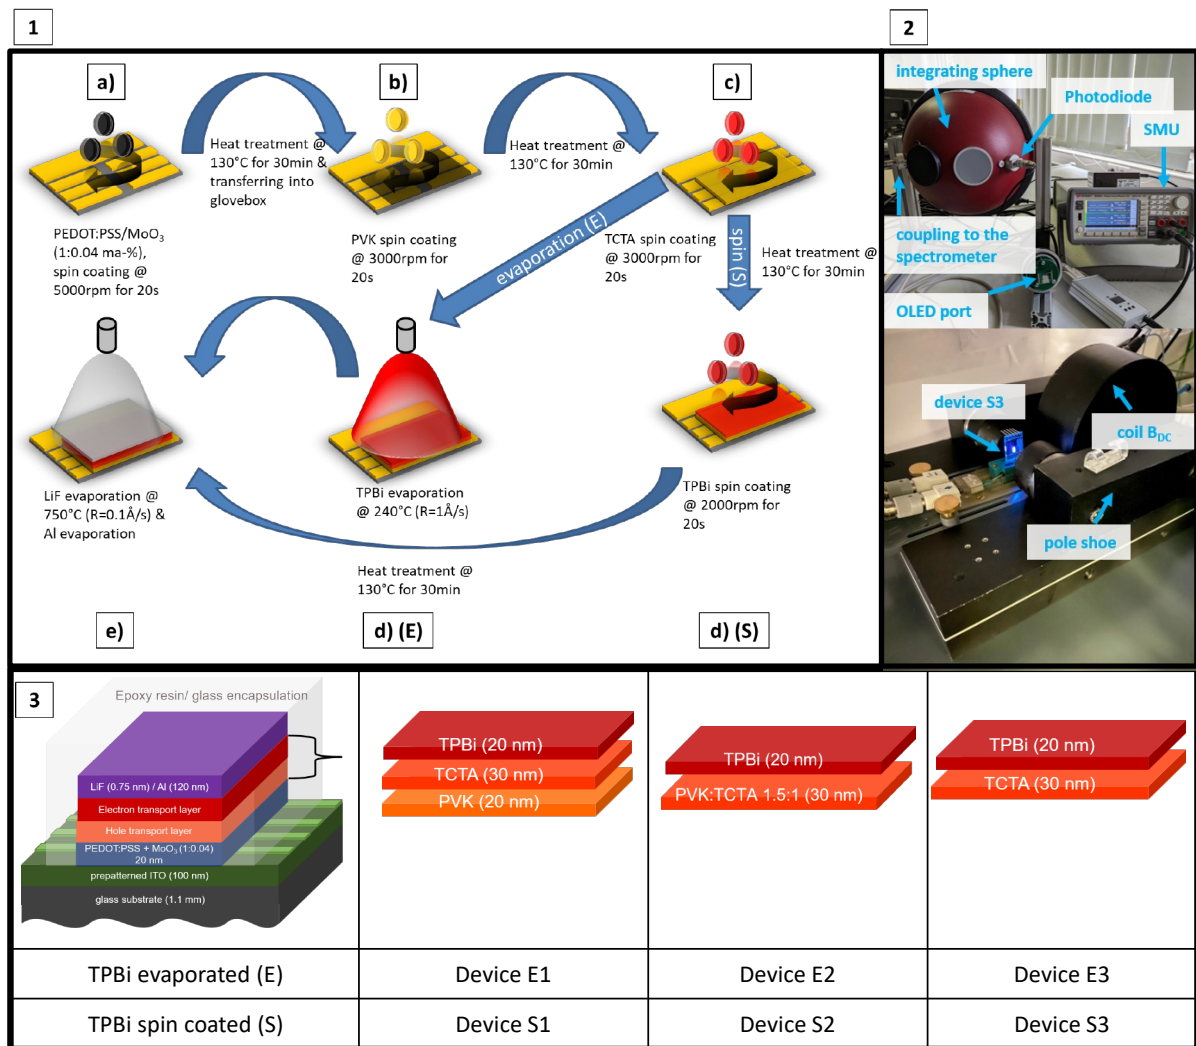 1
2
a)
b)
c)
Heat treatment @
130°C for 30min &
transferring into
glovebox
Heat treatment @
130°C for 30min
PEDOT:PSS/MoO₃
(1:0.04 ma-%),
spin coating @
5000rpm for 20s
PVK spin coating
@ 3000rpm for
20s
evaporation (E)
TCTA spin coating
@ 3000rpm for
20s
spin (S)
Heat treatment @
130°C for 30min
LiF evaporation @
750°C (R=0.1Å/s) &
Al evaporation
TPBi evaporation
@ 240°C (R=1Å/s)
TPBi spin coating
@ 2000rpm for
20s
Heat treatment @
130°C for 30min
e)
d) (E)
d) (S)
integrating sphere
Photodiode
SMU
coupling to the
spectrometer
OLED port
device S3
coil B_DC
pole shoe
3
Epoxy resin/ glass encapsulation
LiF (0.75 nm) / Al (120 nm)
Electron transport layer
Hole transport layer
PEDOT:PSS + MoO₃ (1:0.04)
20 nm
prepatterned ITO (100 nm)
glass substrate (1.1 mm)
TPBi (20 nm)
TCTA (30 nm)
PVK (20 nm)
TPBi (20 nm)
PVK:TCTA 1.5:1 (30 nm)
TPBi (20 nm)
TCTA (30 nm)
TPBi evaporated (E)
Device E1
Device E2
Device E3
TPBi spin coated (S)
Device S1
Device S2
Device S3